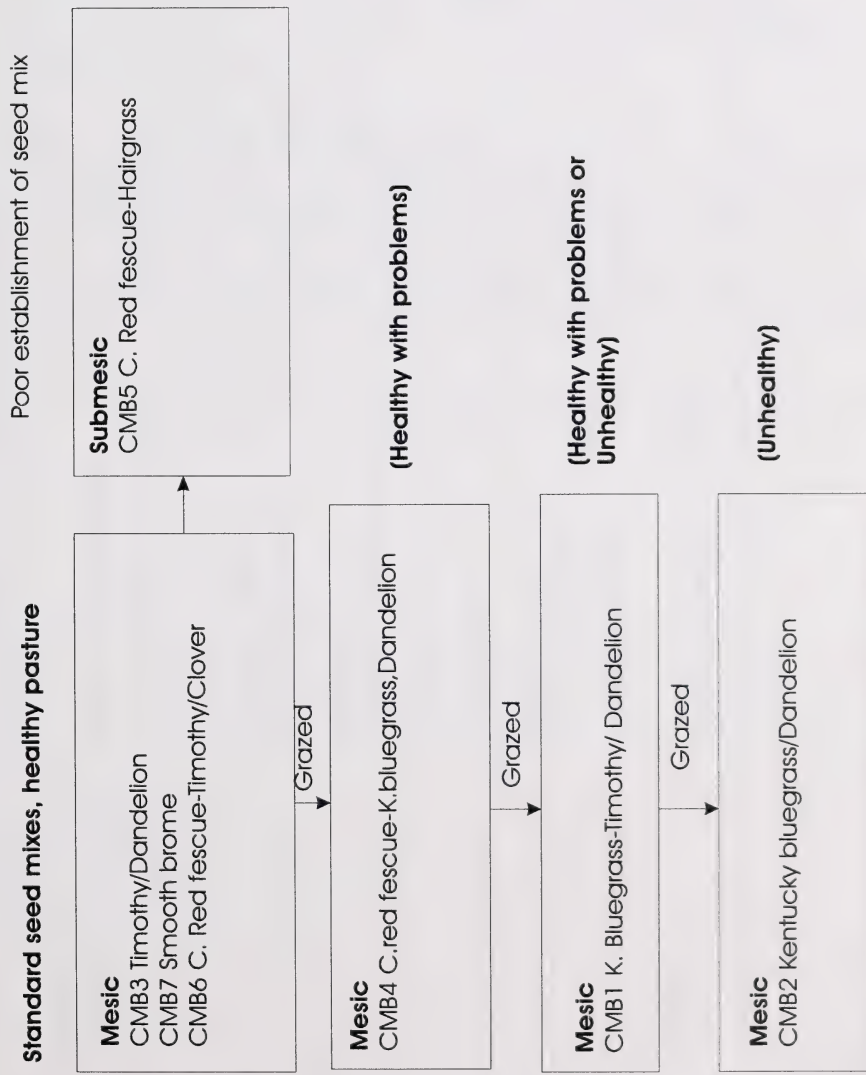 Standard seed mixes, healthy pasture
Poor establishment of seed mix
Mesic
CMB3 Timothy/Dandelion
CMB7 Smooth brome
CMB6 C. Red fescue-Timothy/Clover
Submesic
CMB5 C. Red fescue-Hairgrass
Grazed
Mesic
CMB4 C.red fescue-K.bluegrass,Dandelion
(Healthy with problems)
Grazed
Mesic
CMB1 K. Bluegrass-Timothy/ Dandelion
(Healthy with problems or
Unhealthy)
Grazed
Mesic
CMB2 Kentucky bluegrass/Dandelion
(Unhealthy)